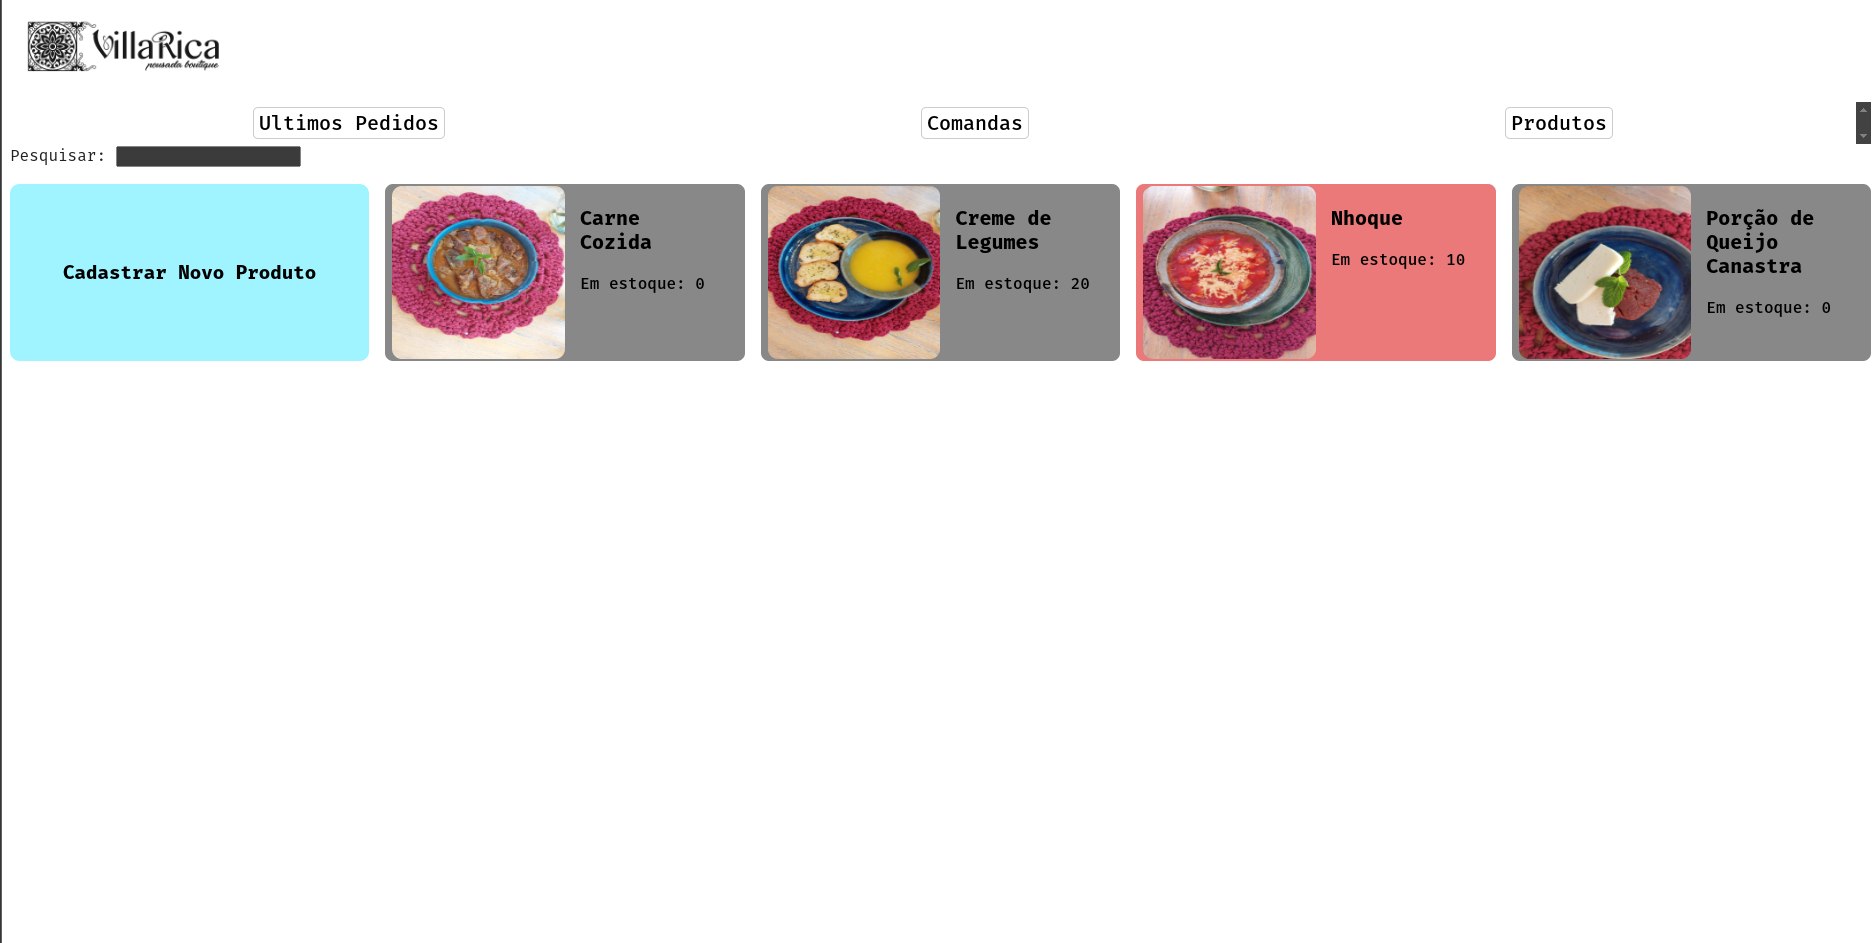 VillaRica
pousada boutique
Ultimos Pedidos
Comandas
Produtos
Pesquisar:
Cadastrar Novo Produto
Carne
Cozida
Em estoque: 0
Creme de
Legumes
Em estoque: 20
Nhoque
Em estoque: 10
Porção de
Queijo
Canastra
Em estoque: 0